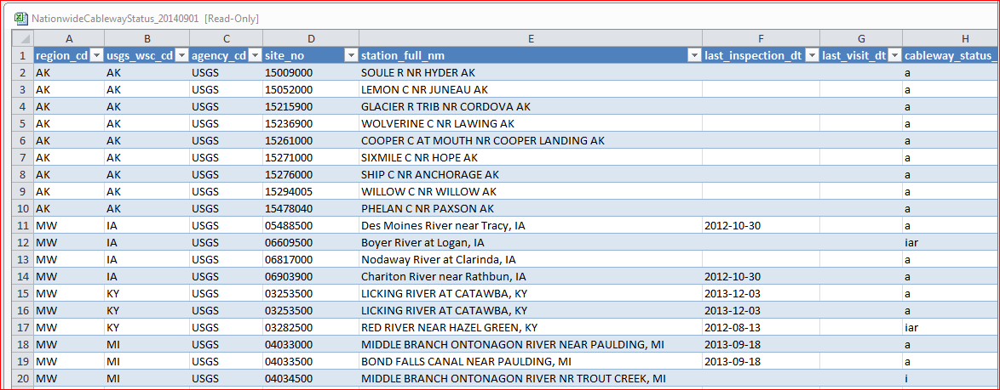 NationwideCablewayStatus_20140901 [Read-Only]
A B C D E F G H
1 region_cd usgs_wsc_cd agency_cd site_no station_full_nm last_inspection_dt last_visit_dt cableway_status_
2 AK AK USGS 15009000 SOULE R NR HYDER AK a
3 AK AK USGS 15052000 LEMON C NR JUNEAU AK a
4 AK AK USGS 15215900 GLACIER R TRIB NR CORDOVA AK a
5 AK AK USGS 15236900 WOLVERINE C NR LAWING AK a
6 AK AK USGS 15261000 COOPER C AT MOUTH NR COOPER LANDING AK a
7 AK AK USGS 15271000 SIXMILE C NR HOPE AK a
8 AK AK USGS 15276000 SHIP C NR ANCHORAGE AK a
9 AK AK USGS 15294005 WILLOW C NR WILLOW AK a
10 AK AK USGS 15478040 PHELAN C NR PAXSON AK a
11 MW IA USGS 05488500 Des Moines River near Tracy, IA 2012-10-30 a
12 MW IA USGS 06609500 Boyer River at Logan, IA iar
13 MW IA USGS 06817000 Nodaway River at Clarinda, IA a
14 MW IA USGS 06903900 Chariton River near Rathbun, IA 2012-10-30 a
15 MW KY USGS 03253500 LICKING RIVER AT CATAWBA, KY 2013-12-03 a
16 MW KY USGS 03253500 LICKING RIVER AT CATAWBA, KY 2013-12-03 a
17 MW KY USGS 03282500 RED RIVER NEAR HAZEL GREEN, KY 2012-08-13 iar
18 MW MI USGS 04033000 MIDDLE BRANCH ONTONAGON RIVER NEAR PAULDING, MI 2013-09-18 a
19 MW MI USGS 04033500 BOND FALLS CANAL NEAR PAULDING, MI 2013-09-18 a
20 MW MI USGS 04034500 MIDDLE BRANCH ONTONAGON RIVER NR TROUT CREEK, MI i